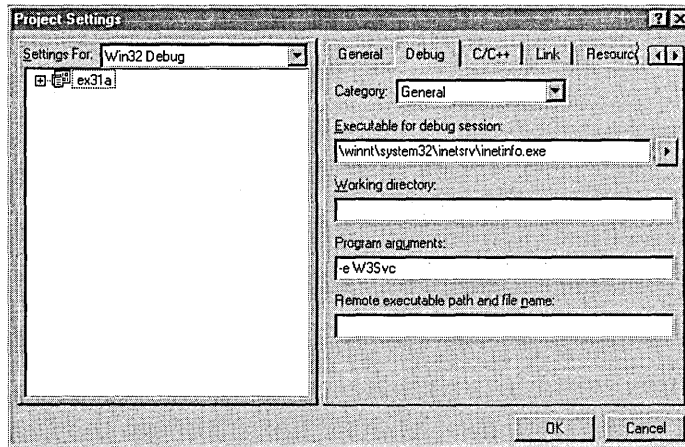 Project Settings
Settings For: Win32 Debug
ex31a
General Debug C/C++ Link Resourc
Category: General
Executable for debug session:
\winnt\system32\inetsrv\inetinfo.exe
Working directory:
Program arguments:
-e W3Svc
Remote executable path and file name:
OK Cancel